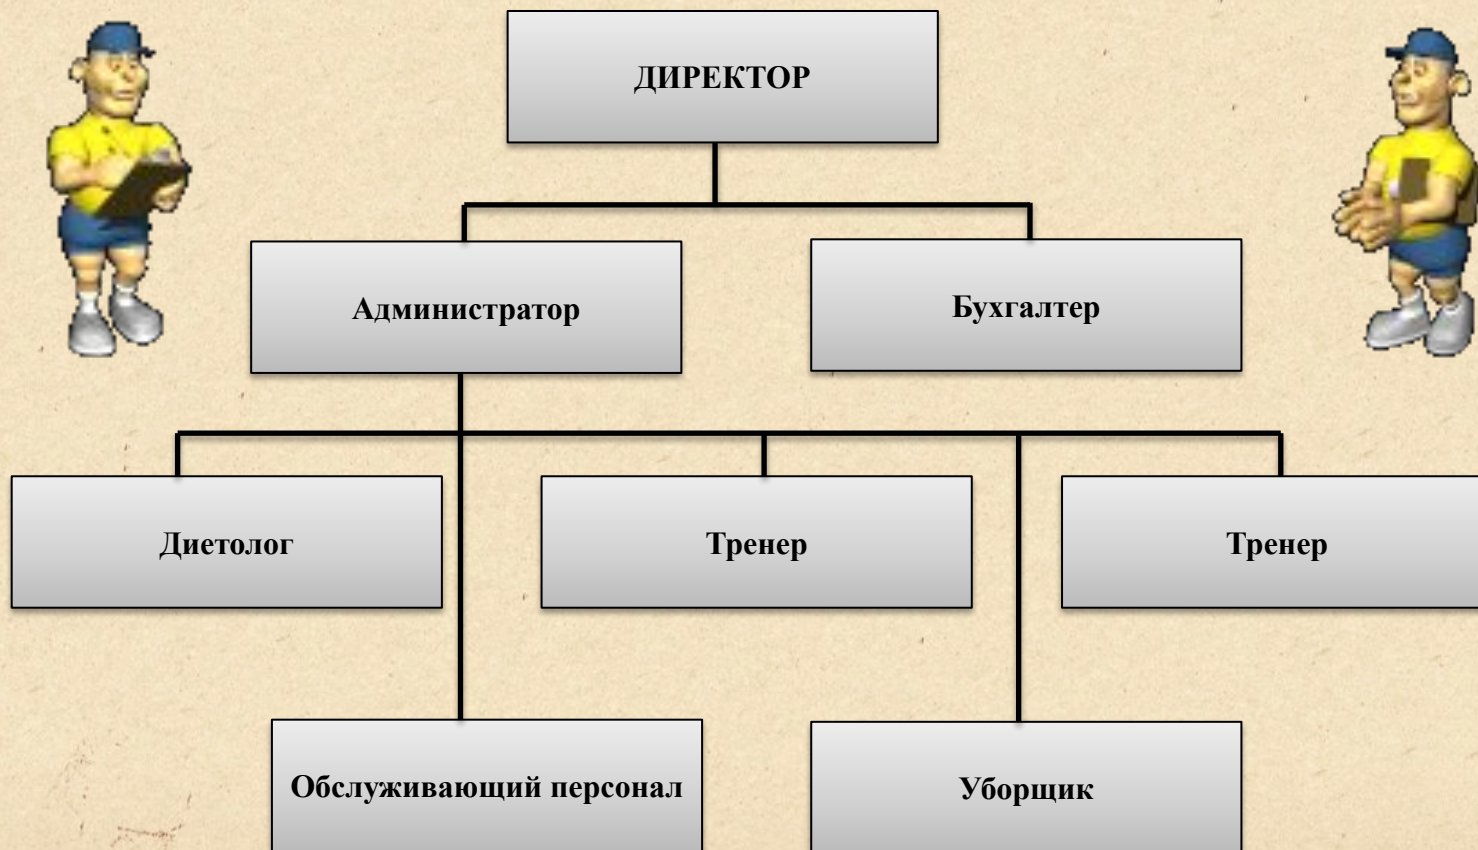 ДИРЕКТОР
Администратор
Бухгалтер
Диетолог
Тренер
Тренер
Обслуживающий персонал
Уборщик